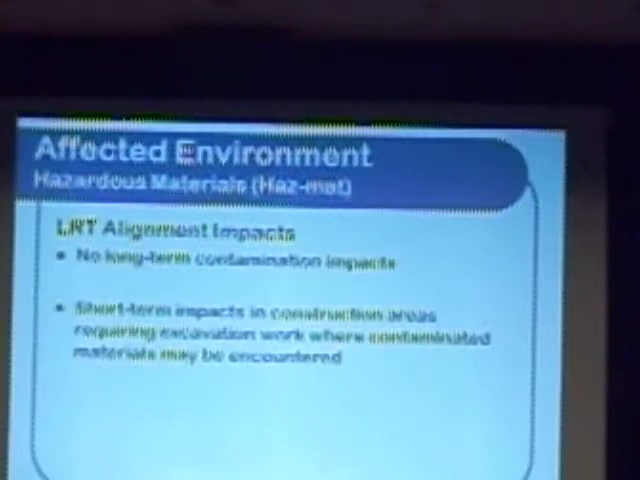 Affected Environment
Hazardous Materials (Haz-mat)
LRT Alignment Impacts
• No long-term contamination impacts
• Short-term impacts in construction areas
requiring excavation work where contaminated
materials may be encountered